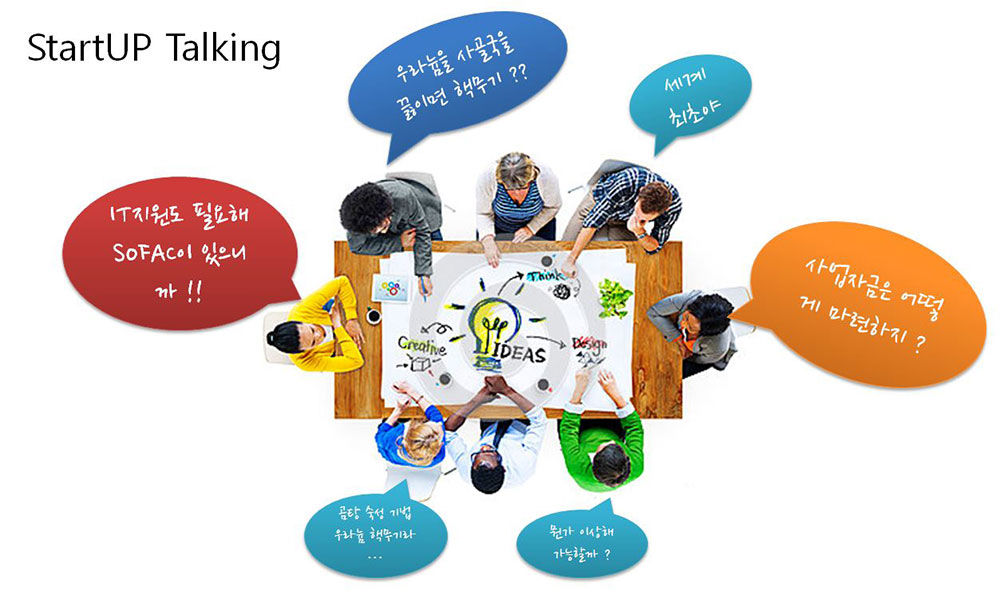 StartUP Talking
우라늄을 사골국을
끓이면 핵무기 ??
세계
최초야
IT지원도 필요해
SOFAC이 있으니
까 !!
사업자금은 어떻
게 마련하지 ?
Think
Creative
IDEAS
Design
곰탕 숙성 기법
우라늄 핵무기라
...
뭔가 이상해
가능할까 ?